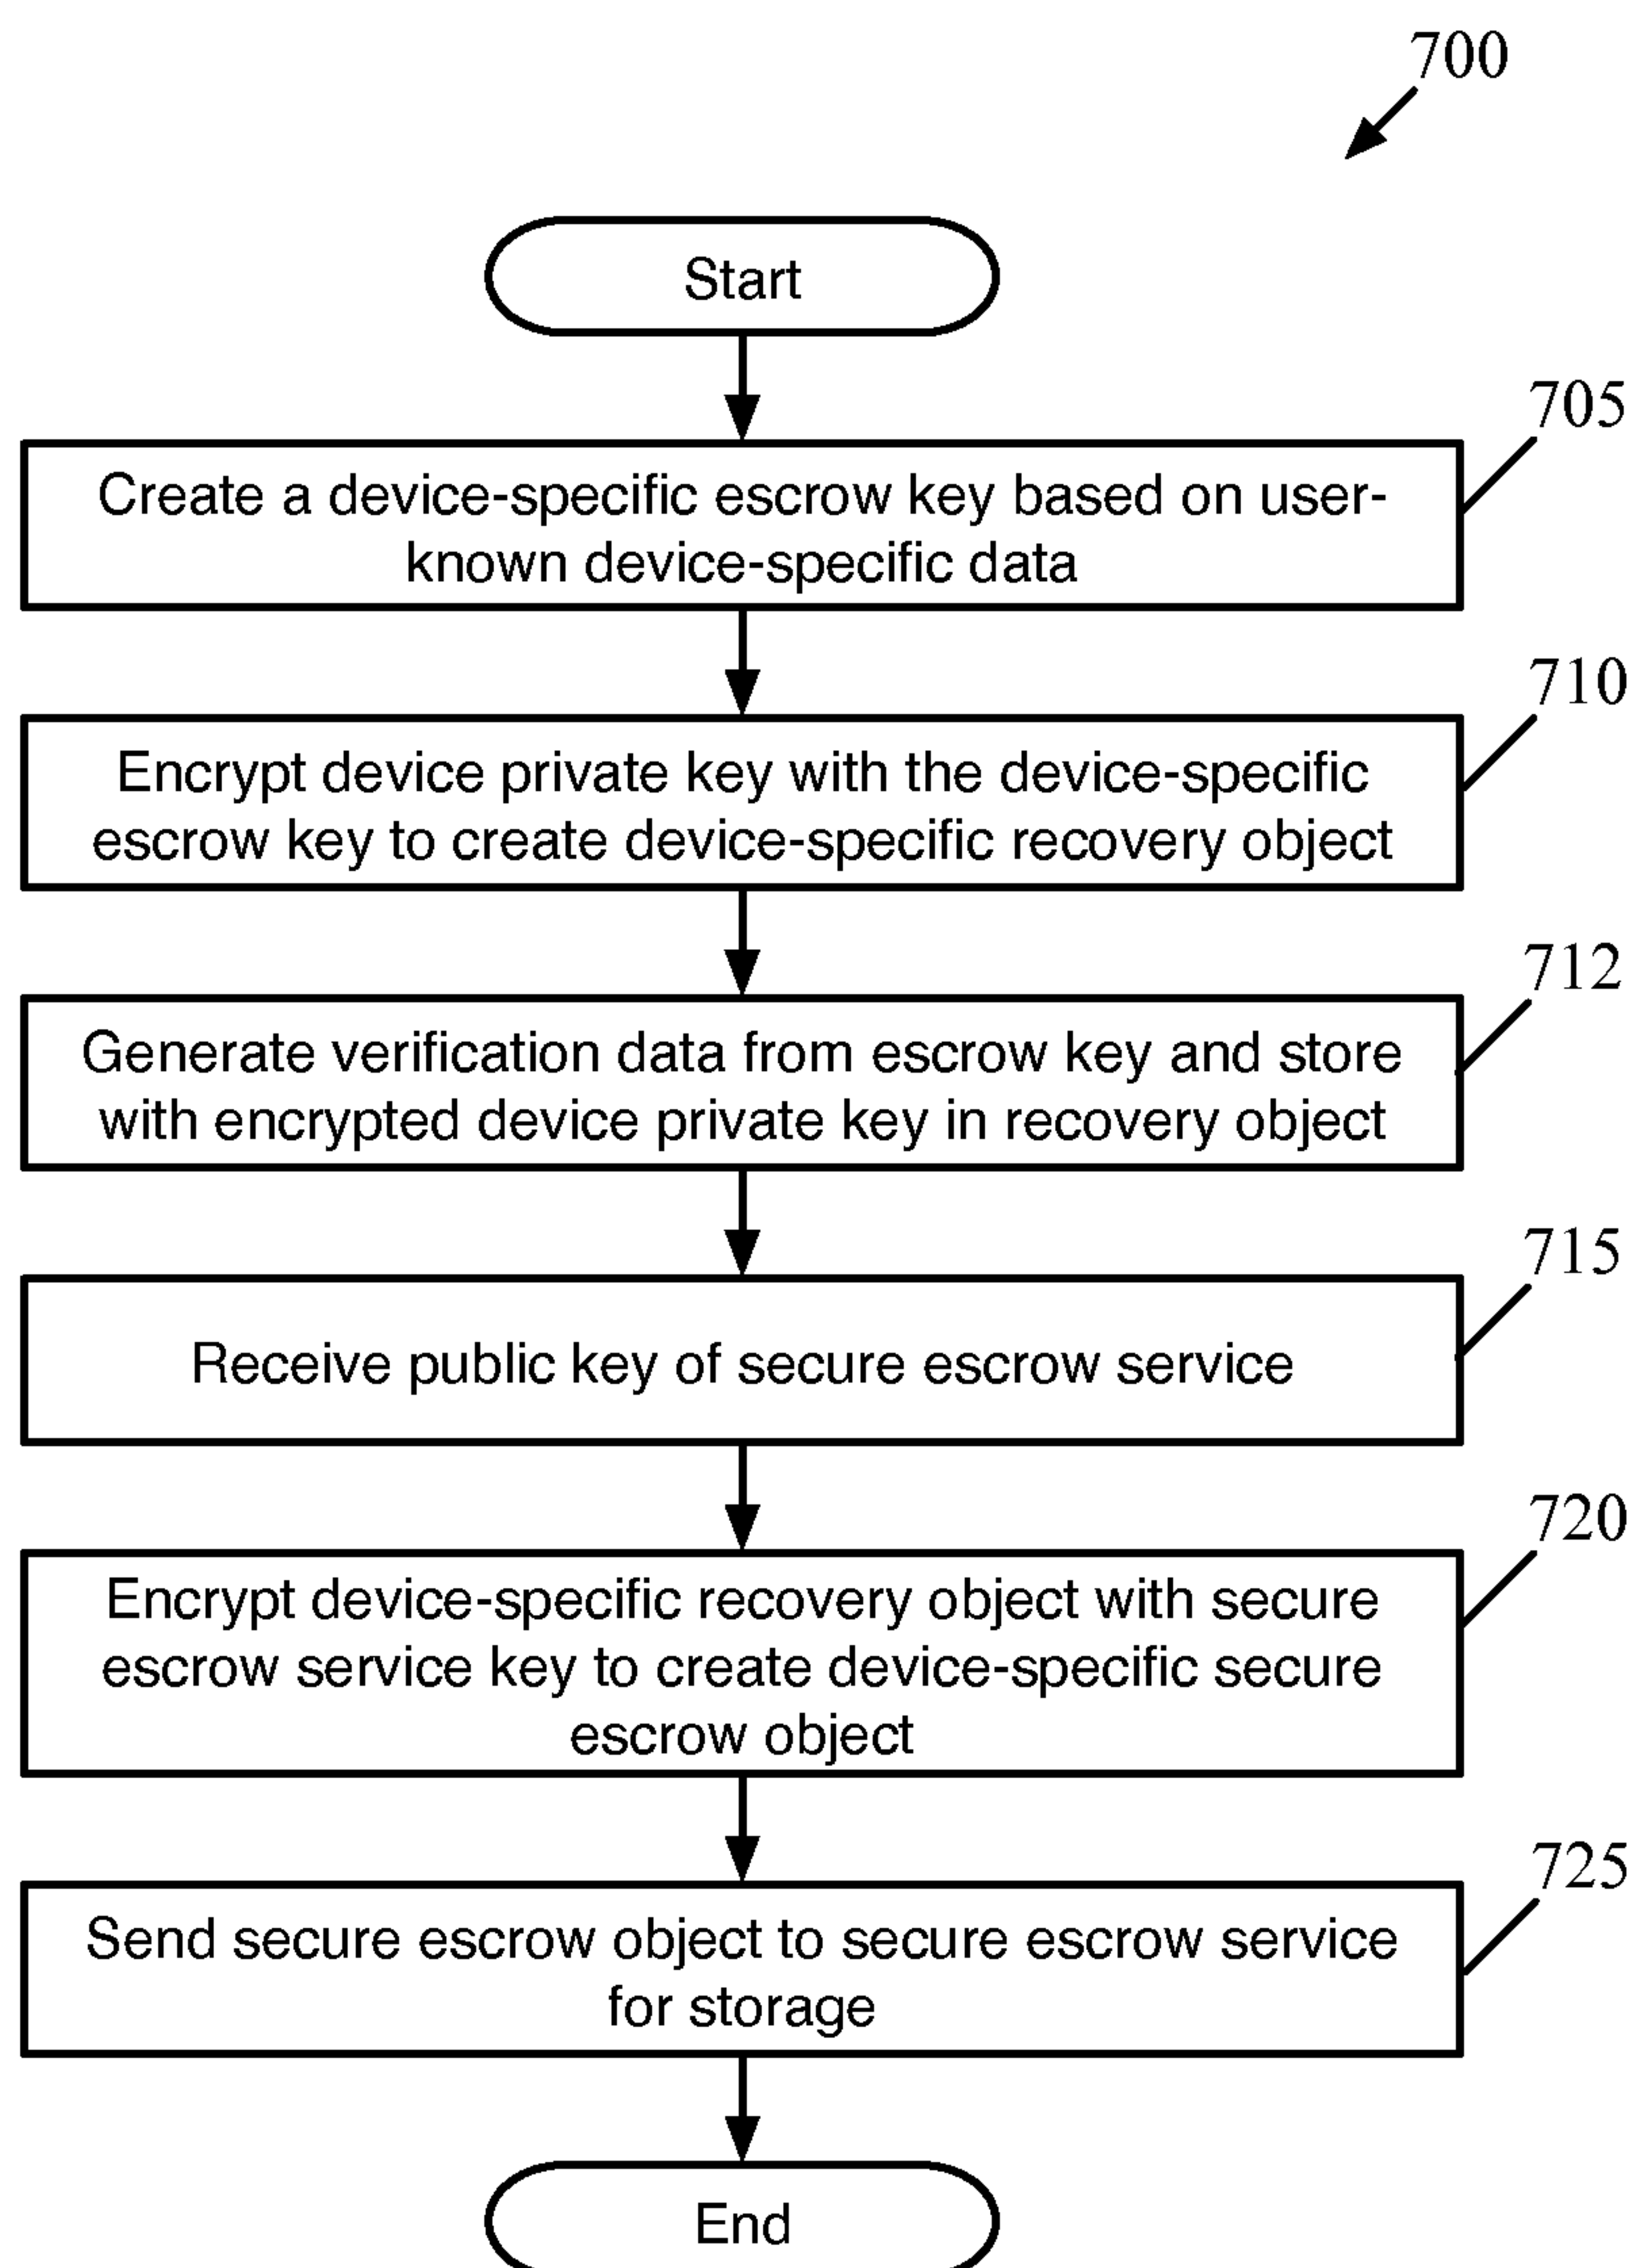 700
Start
705
Create a device-specific escrow key based on user-
known device-specific data
710
Encrypt device private key with the device-specific
escrow key to create device-specific recovery object
712
Generate verification data from escrow key and store
with encrypted device private key in recovery object
715
Receive public key of secure escrow service
720
Encrypt device-specific recovery object with secure
escrow service key to create device-specific secure
escrow object
725
Send secure escrow object to secure escrow service
for storage
End